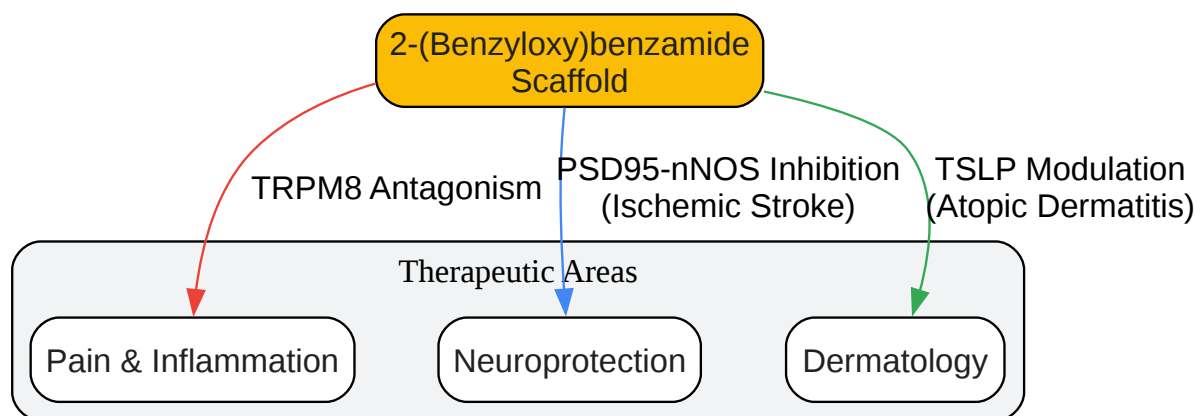 2-(Benzyloxy)benzamide
Scaffold
TRPM8 Antagonism
PSD95-nNOS Inhibition
(Ischemic Stroke)
TSLP Modulation
(Atopic Dermatitis)
Therapeutic Areas
Pain & Inflammation
Neuroprotection
Dermatology